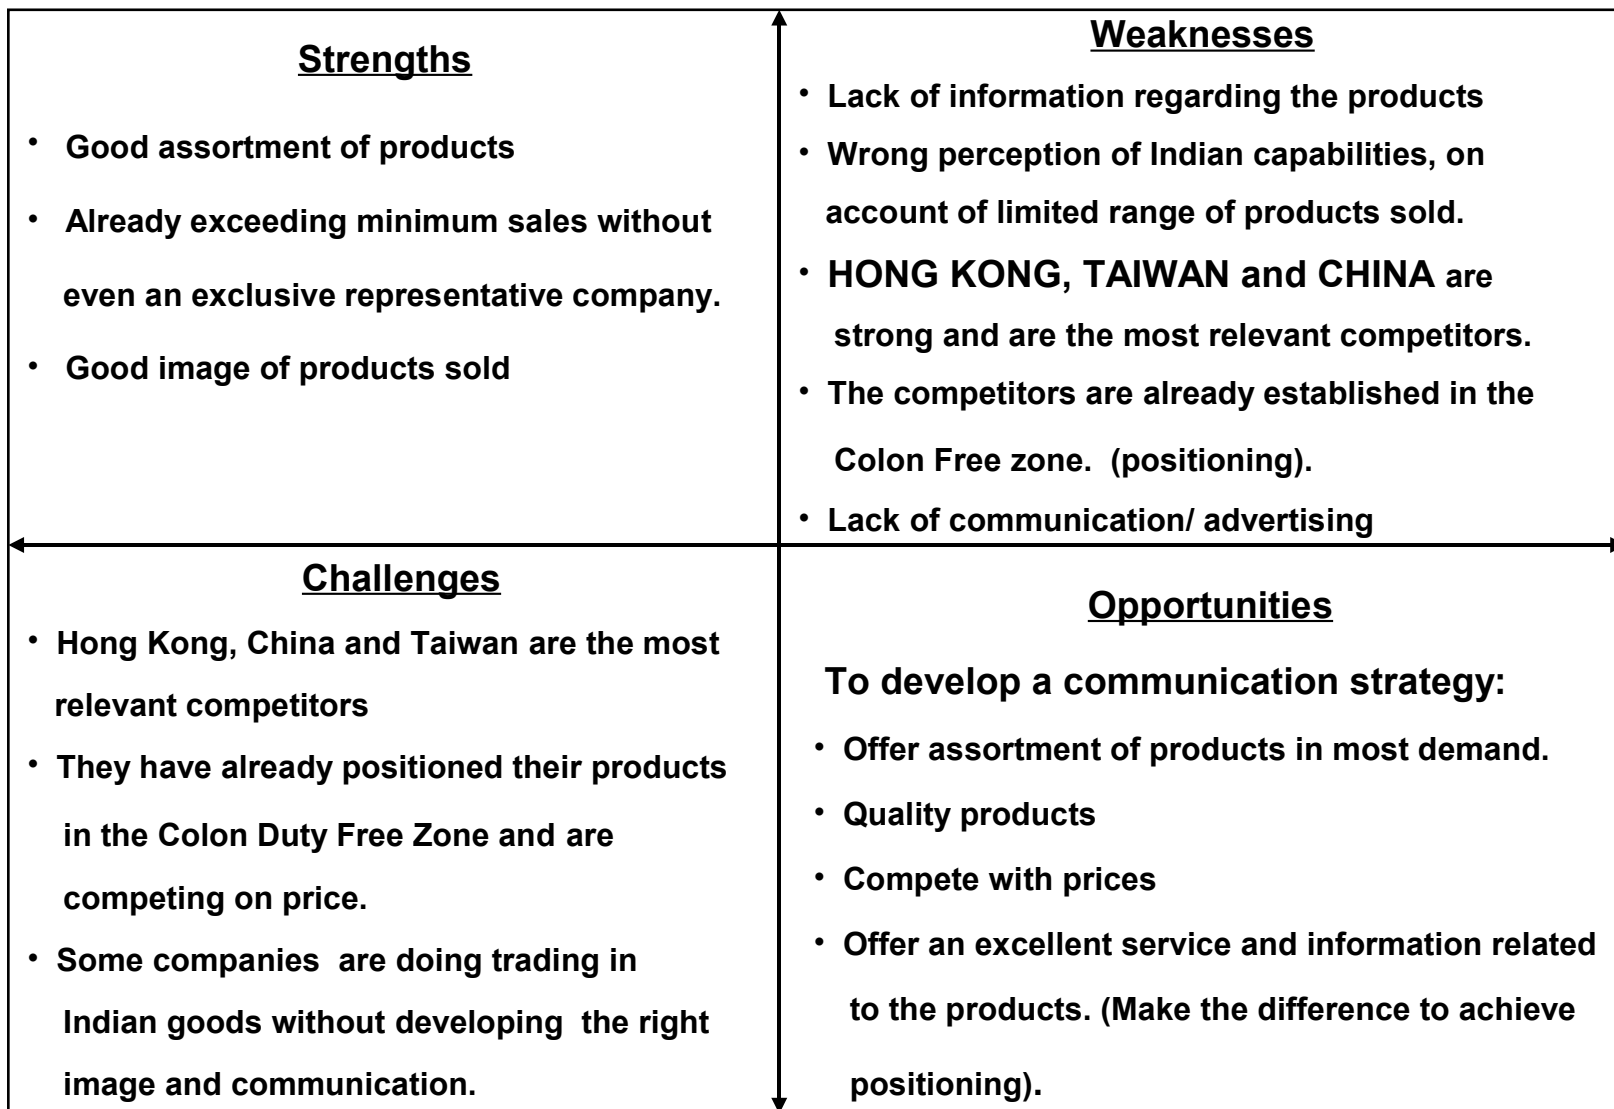 Strengths
• Good assortment of products
• Already exceeding minimum sales without
even an exclusive representative company.
• Good image of products sold
Weaknesses
• Lack of information regarding the products
• Wrong perception of Indian capabilities, on
account of limited range of products sold.
• HONG KONG, TAIWAN and CHINA are
strong and are the most relevant competitors.
• The competitors are already established in the
Colon Free zone.  (positioning).
• Lack of communication/ advertising
Challenges
• Hong Kong, China and Taiwan are the most
relevant competitors
• They have already positioned their products
in the Colon Duty Free Zone and are
competing on price.
• Some companies  are doing trading in
Indian goods without developing  the right
image and communication.
Opportunities
To develop a communication strategy:
• Offer assortment of products in most demand.
• Quality products
• Compete with prices
• Offer an excellent service and information related
to the products. (Make the difference to achieve
positioning).